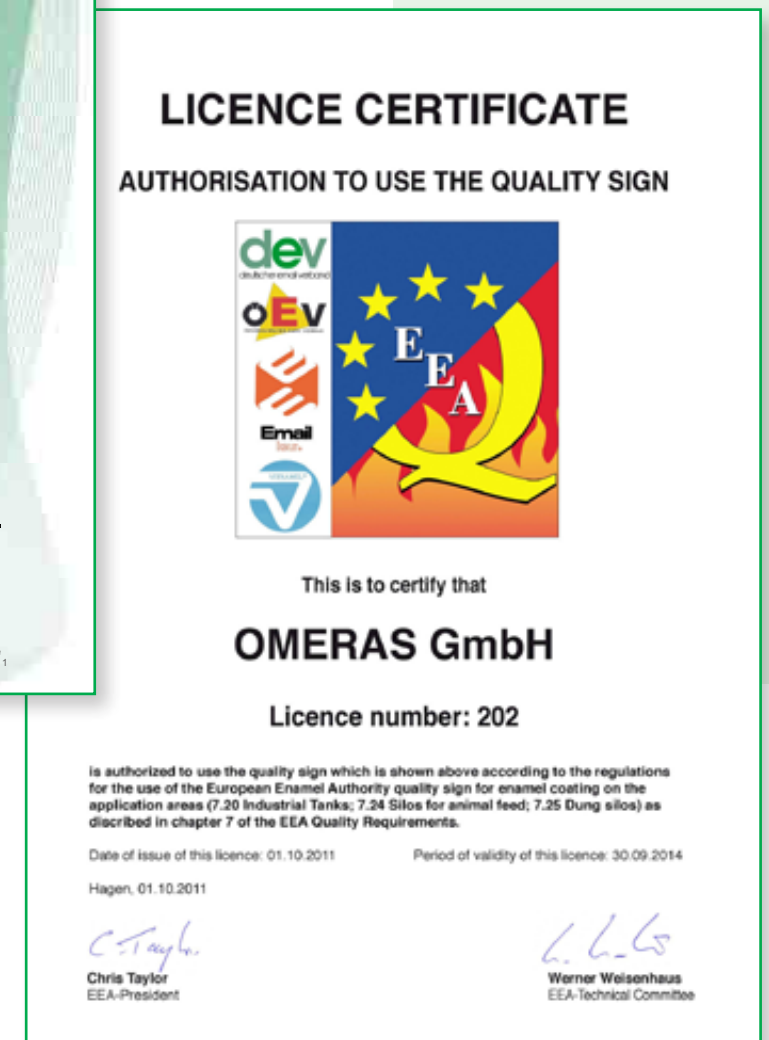 LICENCE CERTIFICATE
AUTHORISATION TO USE THE QUALITY SIGN
dev
deutscher email verband
öEv
Email
E
E
A
Q
This is to certify that
OMERAS GmbH
Licence number: 202
is authorized to use the quality sign which is shown above according to the regulations
for the use of the European Enamel Authority quality sign for enamel coating on the
application areas (7.20 Industrial Tanks; 7.24 Silos for animal feed; 7.25 Dung silos) as
discribed in chapter 7 of the EEA Quality Requirements.
Date of issue of this licence: 01.10.2011 Period of validity of this licence: 30.09.2014
Hagen, 01.10.2011
C. Taylor
Chris Taylor Werner Weisenhaus
EEA-President EEA-Technical Committee